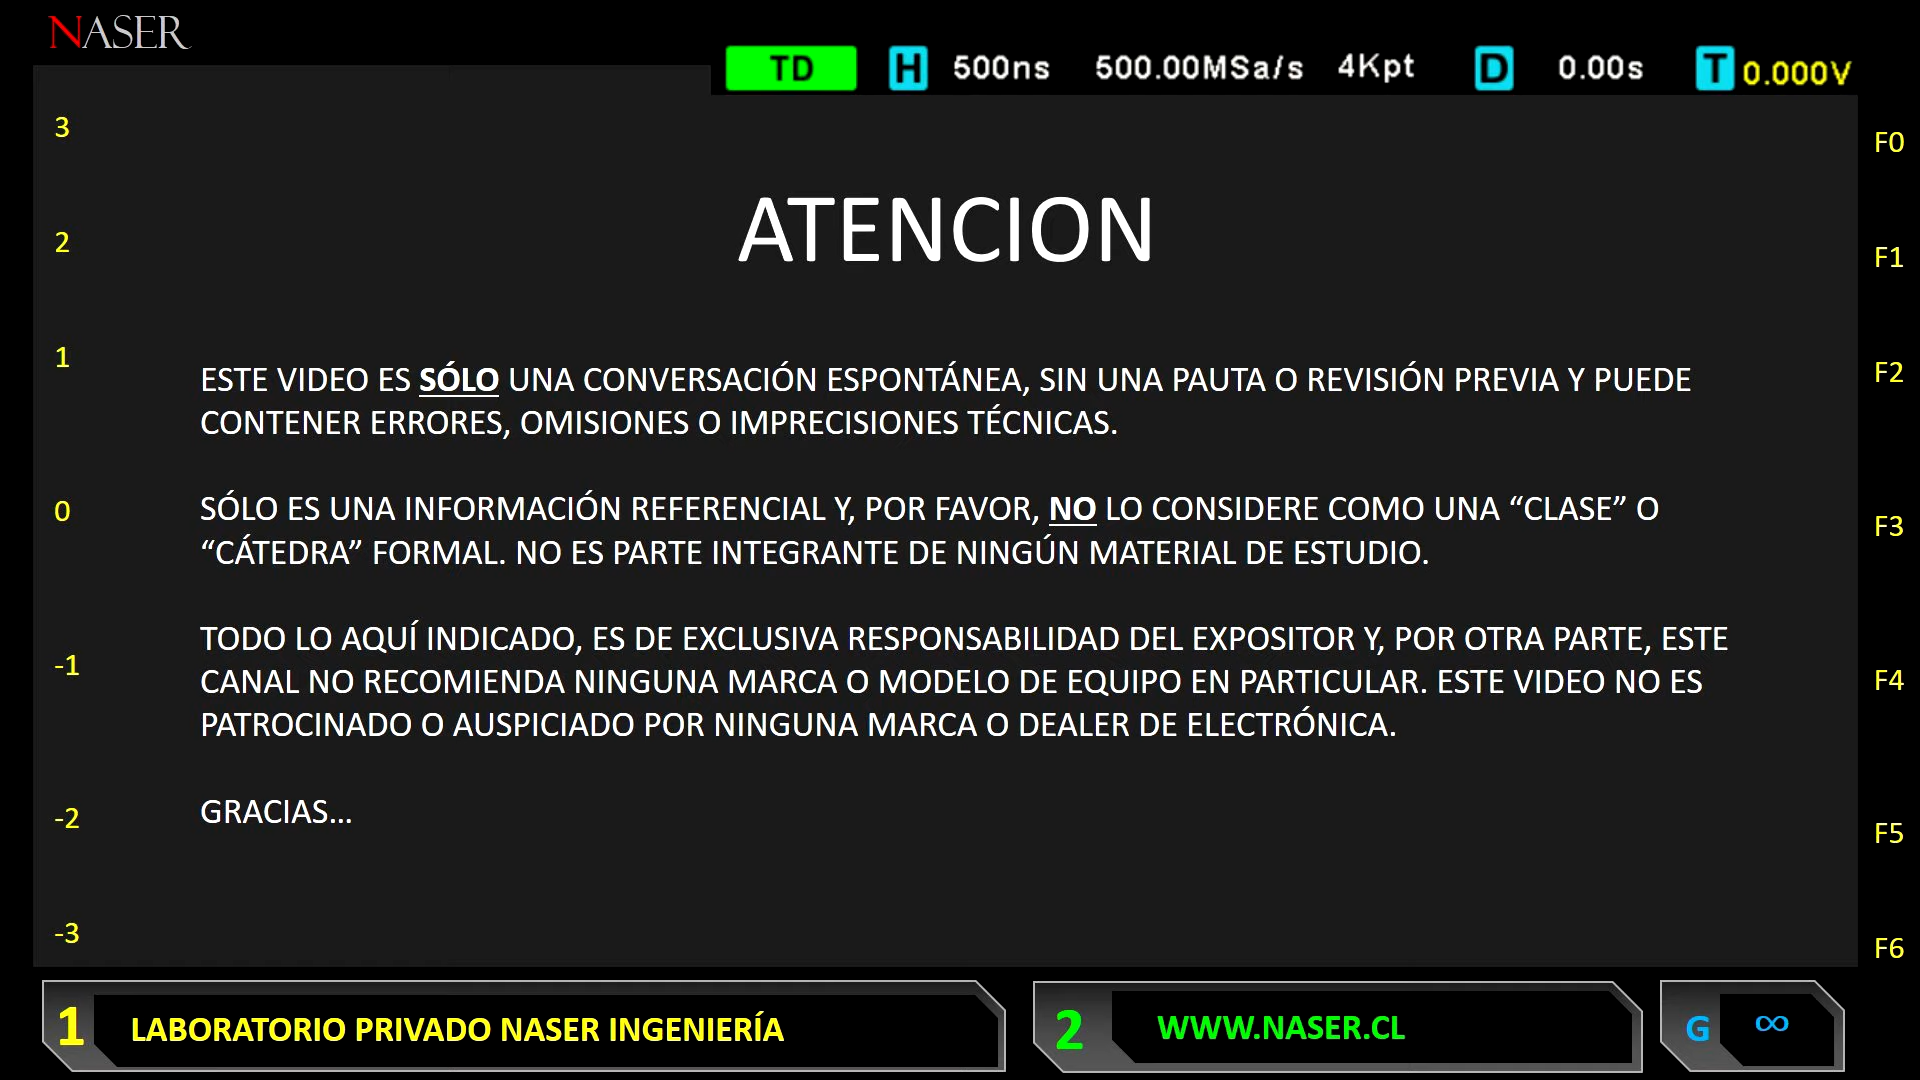 NASER
TD H 500ns 500.00MSa/s 4Kpt D 0.00s T 0.000V
3
F0
ATENCION
2
F1
1
F2
ESTE VIDEO ES SÓLO UNA CONVERSACIÓN ESPONTÁNEA, SIN UNA PAUTA O REVISIÓN PREVIA Y PUEDE
CONTENER ERRORES, OMISIONES O IMPRECISIONES TÉCNICAS.
0
SÓLO ES UNA INFORMACIÓN REFERENCIAL Y, POR FAVOR, NO LO CONSIDERE COMO UNA “CLASE” O
F3
“CÁTEDRA” FORMAL. NO ES PARTE INTEGRANTE DE NINGÚN MATERIAL DE ESTUDIO.
TODO LO AQUÍ INDICADO, ES DE EXCLUSIVA RESPONSABILIDAD DEL EXPOSITOR Y, POR OTRA PARTE, ESTE
-1
CANAL NO RECOMIENDA NINGUNA MARCA O MODELO DE EQUIPO EN PARTICULAR. ESTE VIDEO NO ES
F4
PATROCINADO O AUSPICIADO POR NINGUNA MARCA O DEALER DE ELECTRÓNICA.
GRACIAS...
-2
F5
-3
F6
1 LABORATORIO PRIVADO NASER INGENIERÍA
2 WWW.NASER.CL
G ∞